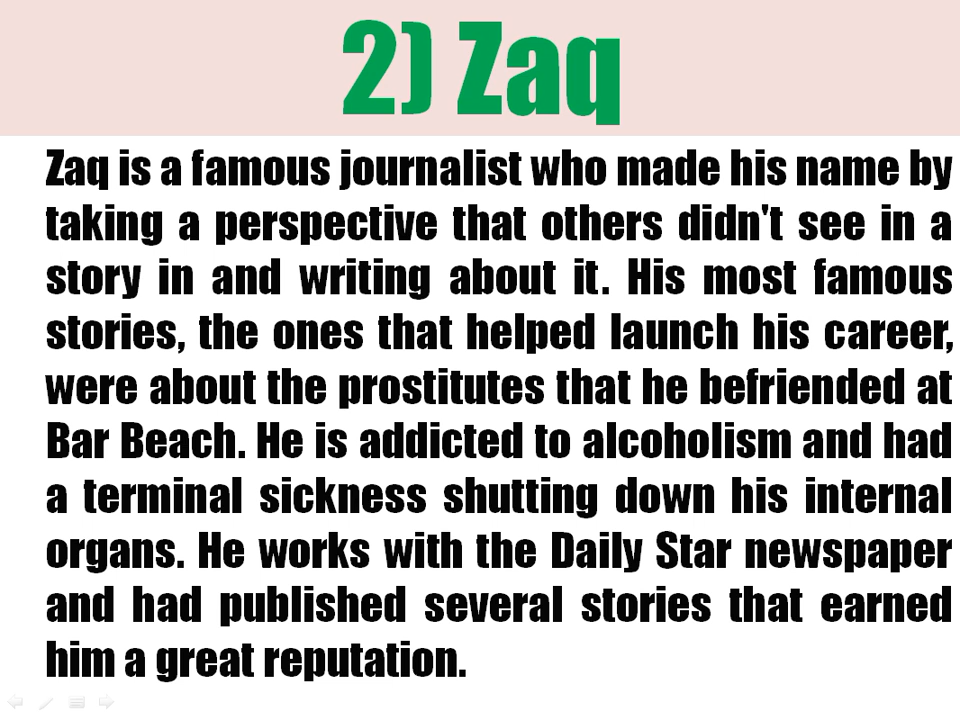 2) Zaq
Zaq is a famous journalist who made his name by
taking a perspective that others didn't see in a
story in and writing about it. His most famous
stories, the ones that helped launch his career,
were about the prostitutes that he befriended at
Bar Beach. He is addicted to alcoholism and had
a terminal sickness shutting down his internal
organs. He works with the Daily Star newspaper
and had published several stories that earned
him a great reputation.